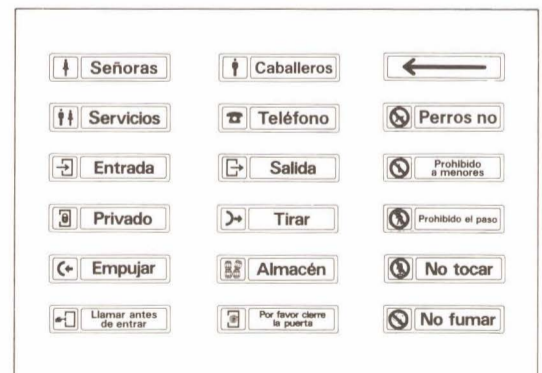 Señoras
Caballeros
Servicios
Teléfono
Perros no
Entrada
Salida
Prohibido
a menores
Privado
Tirar
Prohibido el paso
Empujar
Almacén
No tocar
Llamar antes
de entrar
Por favor cierre
la puerta
No fumar